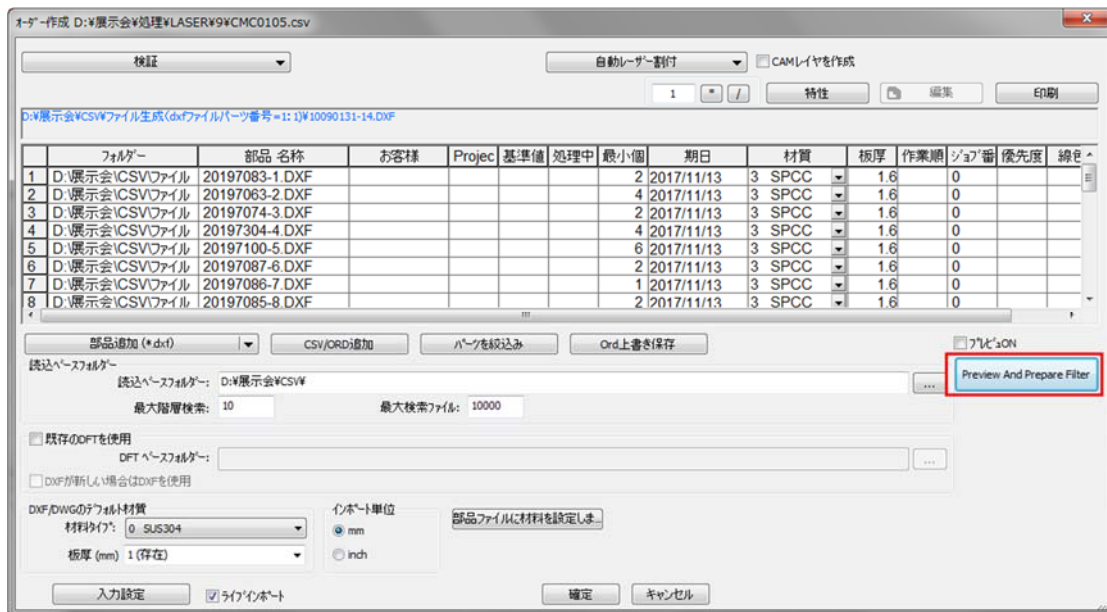 オーダー作成 D:¥展示会¥処理¥LASER¥9¥CMC0105.csv
検証 自動レーザー割付 CAMレイヤを作成
1 * / 特性 編集 印刷
D:¥展示会¥CSV¥ファイル生成(dxfファイルパーツ番号=1:1)¥10090131-14.DXF
フォルダー 部品 名称 お客様 Projec 基準値 処理中 最小個 期日 材質 板厚 作業順 ジョブ番 優先度 線色
1 D:\展示会\CSV\ファイル 20197083-1.DXF 2 2017/11/13 3 SPCC 1.6 0
2 D:\展示会\CSV\ファイル 20197063-2.DXF 4 2017/11/13 3 SPCC 1.6 0
3 D:\展示会\CSV\ファイル 20197074-3.DXF 2 2017/11/13 3 SPCC 1.6 0
4 D:\展示会\CSV\ファイル 20197304-4.DXF 4 2017/11/13 3 SPCC 1.6 0
5 D:\展示会\CSV\ファイル 20197100-5.DXF 6 2017/11/13 3 SPCC 1.6 0
6 D:\展示会\CSV\ファイル 20197087-6.DXF 2 2017/11/13 3 SPCC 1.6 0
7 D:\展示会\CSV\ファイル 20197086-7.DXF 1 2017/11/13 3 SPCC 1.6 0
8 D:\展示会\CSV\ファイル 20197085-8.DXF 2 2017/11/13 3 SPCC 1.6 0
部品追加 (*.dxf) CSV/ORD追加 パーツを絞込み Ord上書き保存 プレビュON
読込ベースフォルダー
読込ベースフォルダー: D:¥展示会¥CSV¥ ... Preview And Prepare Filter
最大階層検索: 10 最大検索ファイル: 10000
既存のDFTを使用
DFT ベースフォルダー: ...
DXFが新しい場合はDXFを使用
DXF/DWGのデフォルト材質 インポート単位
材料タイプ: 0 SUS304 mm 部品ファイルに材料を設定しま...
板厚 (mm) 1 (存在) inch
入力設定 ライブインポート 確定 キャンセル